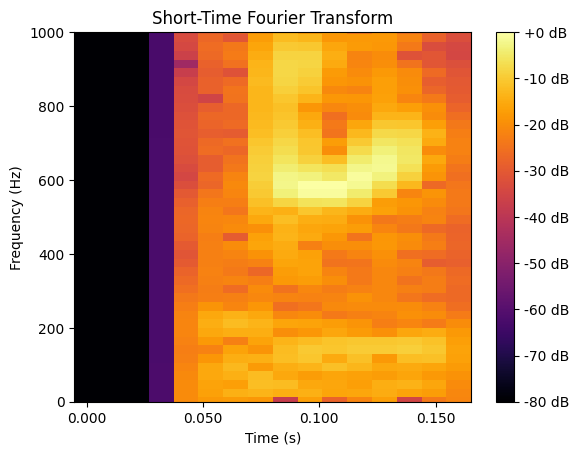 Short-Time Fourier Transform
1000
800
600
400
200
0
Frequency (Hz)
0.000
0.050
0.100
0.150
Time (s)
+0 dB
-10 dB
-20 dB
-30 dB
-40 dB
-50 dB
-60 dB
-70 dB
-80 dB